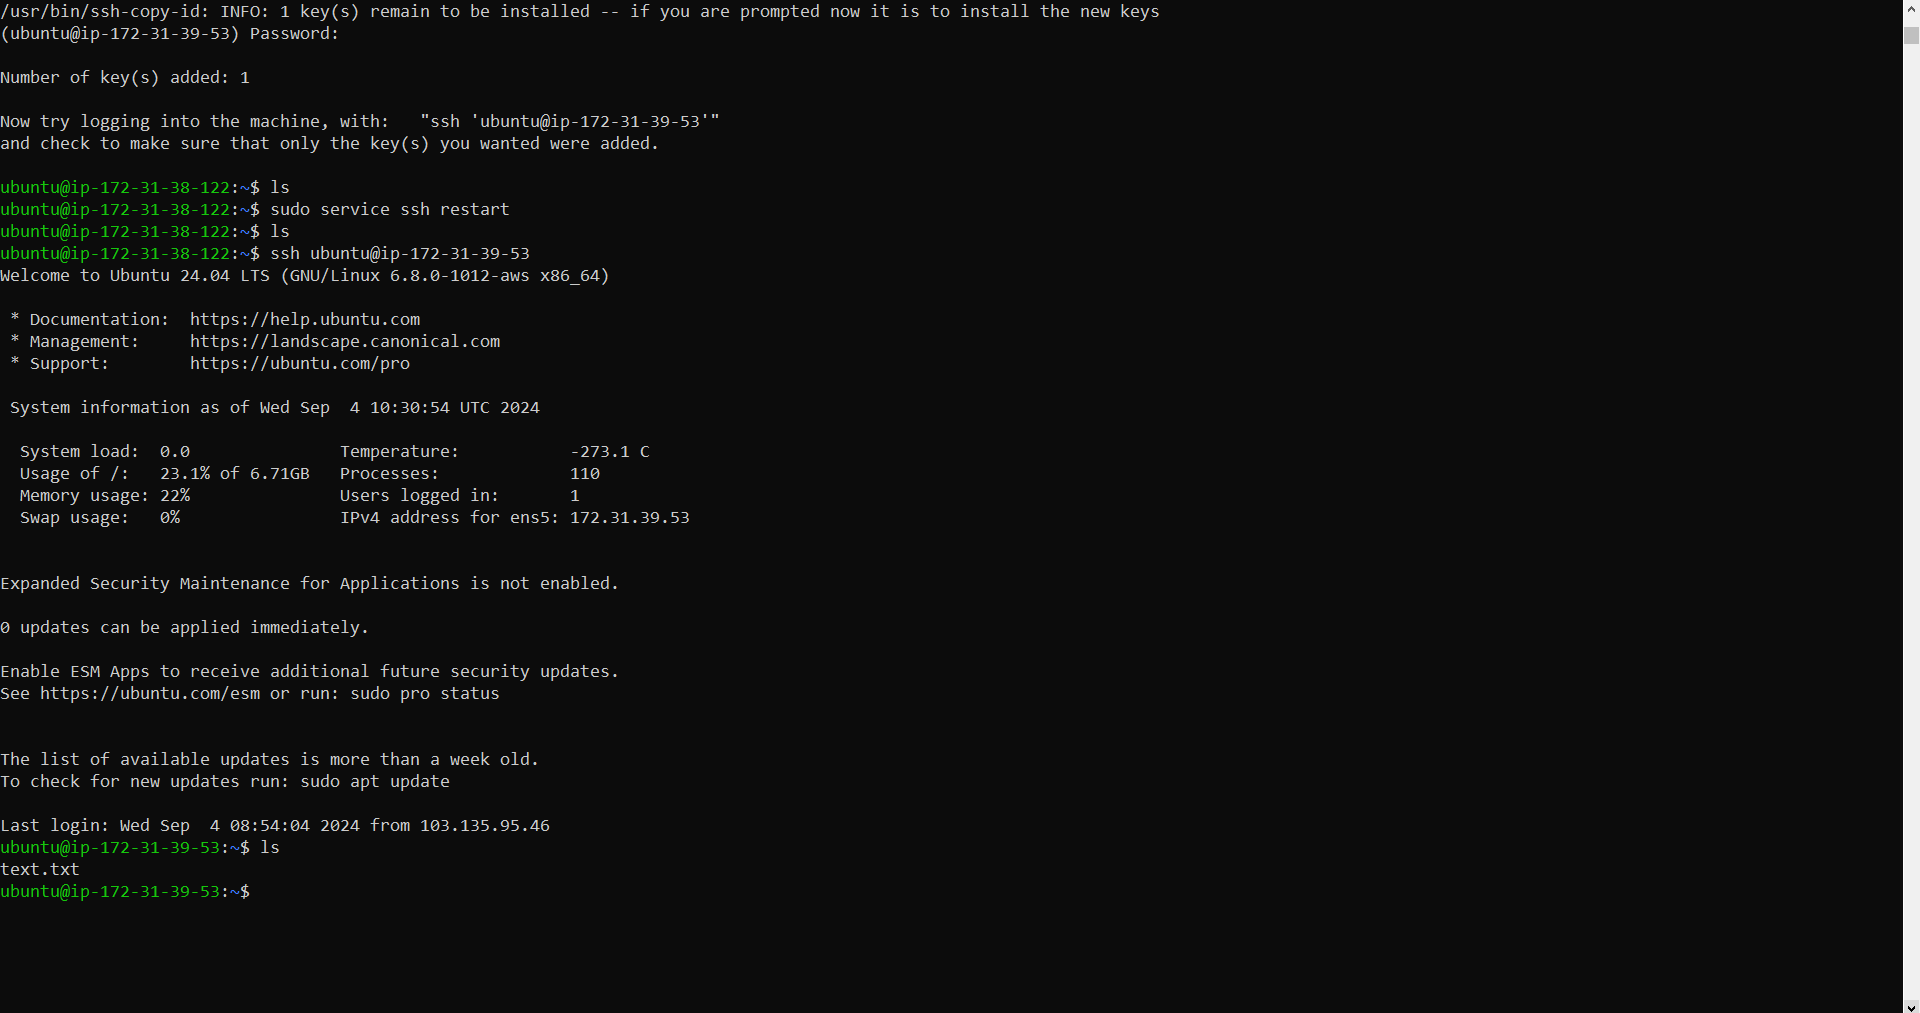 /usr/bin/ssh-copy-id: INFO: 1 key(s) remain to be installed -- if you are prompted now it is to install the new keys
(ubuntu@ip-172-31-39-53) Password:
Number of key(s) added: 1
Now try logging into the machine, with:   "ssh 'ubuntu@ip-172-31-39-53'"
and check to make sure that only the key(s) you wanted were added.
ubuntu@ip-172-31-38-122:~$ ls
ubuntu@ip-172-31-38-122:~$ sudo service ssh restart
ubuntu@ip-172-31-38-122:~$ ls
ubuntu@ip-172-31-38-122:~$ ssh ubuntu@ip-172-31-39-53
Welcome to Ubuntu 24.04 LTS (GNU/Linux 6.8.0-1012-aws x86_64)
 * Documentation:  https://help.ubuntu.com
 * Management:     https://landscape.canonical.com
 * Support:        https://ubuntu.com/pro
 System information as of Wed Sep  4 10:30:54 UTC 2024
  System load:  0.0               Temperature:           -273.1 C
  Usage of /:   23.1% of 6.71GB   Processes:             110
  Memory usage: 22%               Users logged in:       1
  Swap usage:   0%                IPv4 address for ens5: 172.31.39.53
Expanded Security Maintenance for Applications is not enabled.
0 updates can be applied immediately.
Enable ESM Apps to receive additional future security updates.
See https://ubuntu.com/esm or run: sudo pro status
The list of available updates is more than a week old.
To check for new updates run: sudo apt update
Last login: Wed Sep  4 08:54:04 2024 from 103.135.95.46
ubuntu@ip-172-31-39-53:~$ ls
text.txt
ubuntu@ip-172-31-39-53:~$